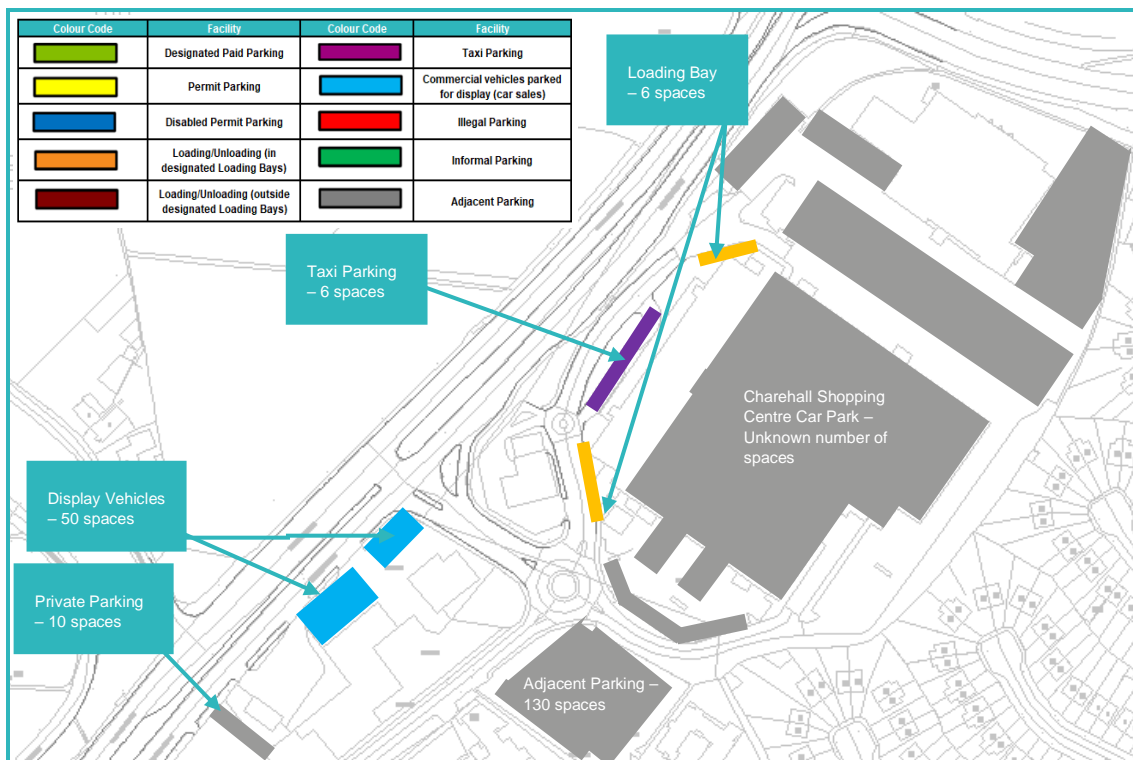 Colour Code Facility Colour Code Facility
Designated Paid Parking Taxi Parking
Permit Parking Commercial vehicles parked
for display (car sales)
Disabled Permit Parking Illegal Parking
Loading/Unloading (in
designated Loading Bays)
Informal Parking
Loading/Unloading (outside
designated Loading Bays)
Adjacent Parking
Loading Bay
– 6 spaces
Taxi Parking
– 6 spaces
Charehall Shopping
Centre Car Park –
Unknown number of
spaces
Display Vehicles
– 50 spaces
Private Parking
– 10 spaces
Adjacent Parking –
130 spaces